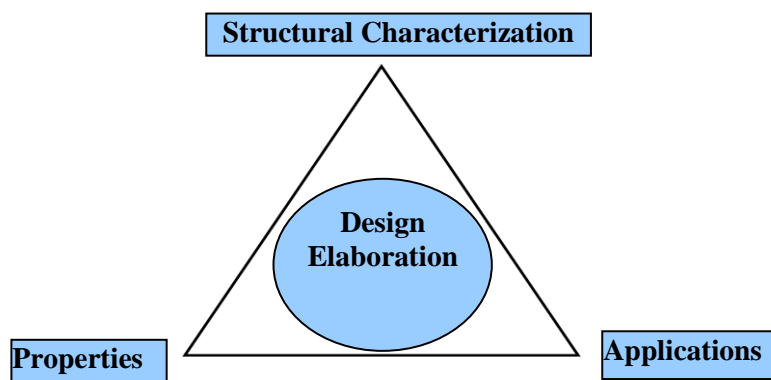 Structural Characterization
Design
Elaboration
Properties
Applications